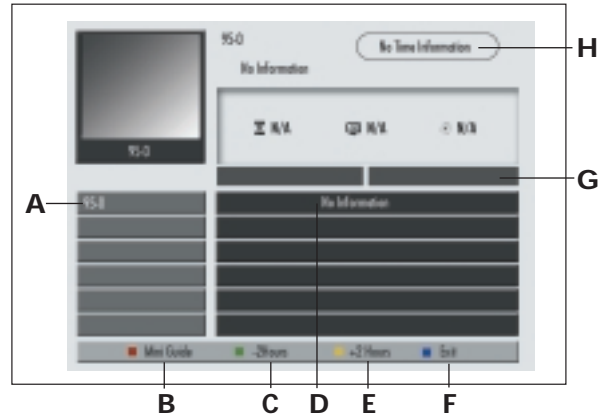 95-0
No Time Information
H
No Information
N/A N/A N/A
95-0
G
A
95-0
No Information
Mini Guide -2Hours +2 Hours Exit
B C D E F